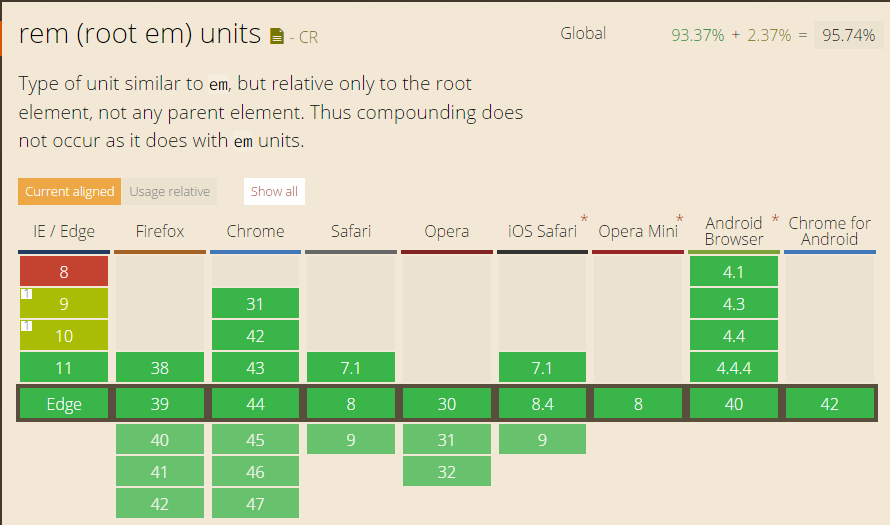 rem (root em) units - CR
Global 93.37% + 2.37% = 95.74%
Type of unit similar to em, but relative only to the root
element, not any parent element. Thus compounding does
not occur as it does with em units.
Current aligned Usage relative Show all
IE / Edge Firefox Chrome Safari Opera iOS Safari * Opera Mini * Android Browser * Chrome for Android
8 4.1
1 9 31 4.3
1 10 42 4.4
11 38 43 7.1 7.1 4.4.4
Edge 39 44 8 30 8.4 8 40 42
40 45 9 31 9
41 46 32
42 47